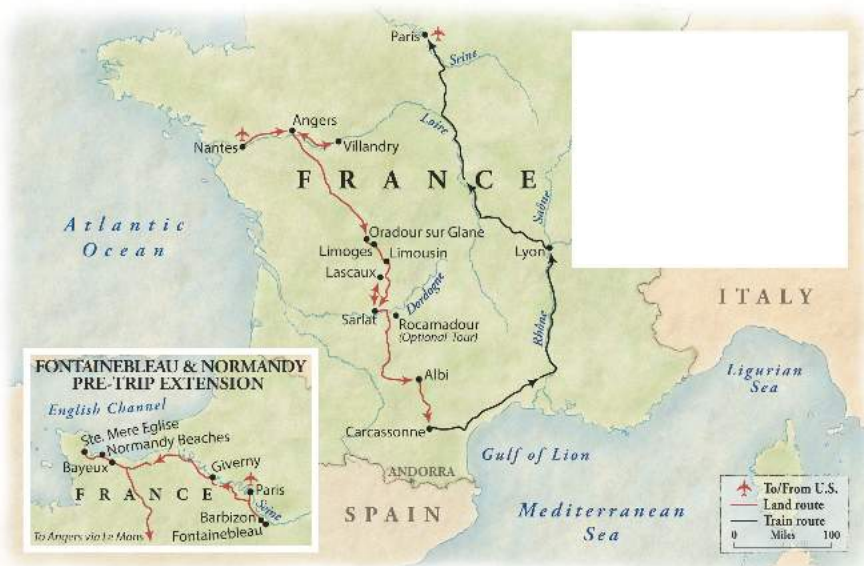 Paris
Seine
Angers
Loire
Nantes
Villandry
FRANCE
Saône
Atlantic
Ocean
Oradour sur Glane
Limoges
Limousin
Lyon
Lascaux
Dordogne
ITALY
Sarlat
Rocamadour
(Optional Tour)
Rhône
Albi
Ligurian
Sea
Carcassonne
Gulf of Lion
ANDORRA
SPAIN
Mediterranean
Sea
FONTAINEBLEAU & NORMANDY
PRE-TRIP EXTENSION
English Channel
Ste. Mere Eglise
Normandy Beaches
Bayeux
Giverny
FRANCE
Paris
Seine
Barbizon
Fontainebleau
To Angers via Le Mans
To/From U.S.
Land route
Train route
0 Miles 100